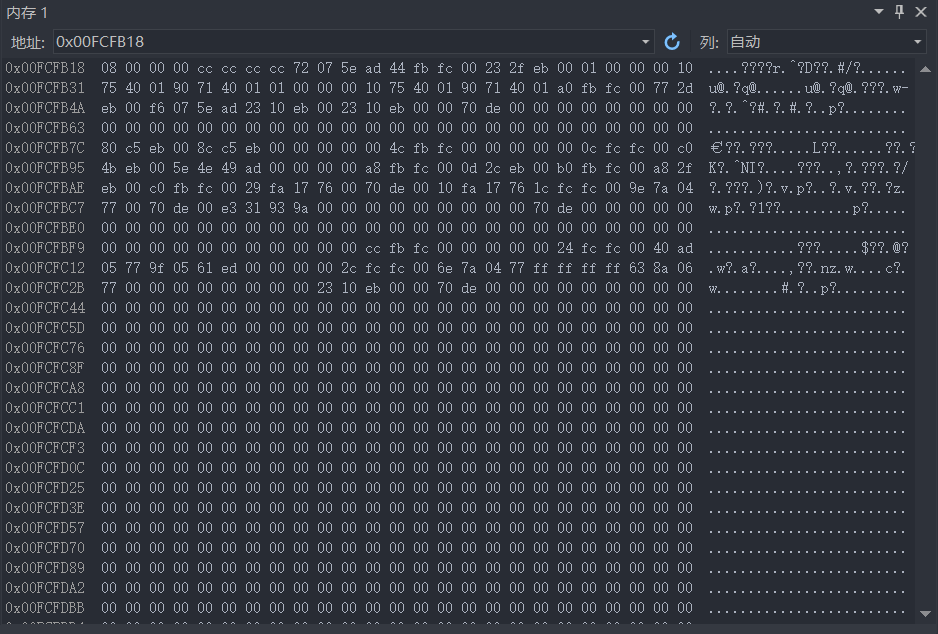 内存 1
地址: 0x00FCFB18 列: 自动
0x00FCFB18 08 00 00 00 cc cc cc cc 72 07 5e ad 44 fb fc 00 23 2f eb 00 01 00 00 00 10 ....????r.^?D??.#/?......
0x00FCFB31 75 40 01 90 71 40 01 01 00 00 00 10 75 40 01 90 71 40 01 a0 fb fc 00 77 2d u@.?q@......u@.?q@.???.w-
0x00FCFB4A eb 00 f6 07 5e ad 23 10 eb 00 23 10 eb 00 00 70 de 00 00 00 00 00 00 00 00 ?.?.^?#.?.#.?..p?........
0x00FCFB63 00 00 00 00 00 00 00 00 00 00 00 00 00 00 00 00 00 00 00 00 00 00 00 00 00 .........................
0x00FCFB7C 80 c5 eb 00 8c c5 eb 00 00 00 00 00 4c fb fc 00 00 00 00 00 0c fc fc 00 c0 €???.???.....L??......??.?
0x00FCFB95 4b eb 00 5e 4e 49 ad 00 00 00 00 a8 fb fc 00 0d 2c eb 00 b0 fb fc 00 a8 2f K?.^NI?....???..,?.???.?/
0x00FCFBAE eb 00 c0 fb fc 00 29 fa 17 76 00 70 de 00 10 fa 17 76 1c fc fc 00 9e 7a 04 ?.???.)?.v.p?..?.v.??.?z.
0x00FCFBC7 77 00 70 de 00 e3 31 93 9a 00 00 00 00 00 00 00 00 00 70 de 00 00 00 00 00 w.p?.?1??.........p?.....
0x00FCFBE0 00 00 00 00 00 00 00 00 00 00 00 00 00 00 00 00 00 00 00 00 00 00 00 00 00 .........................
0x00FCFBF9 00 00 00 00 00 00 00 00 00 00 00 cc fb fc 00 00 00 00 00 24 fc fc 00 40 ad ...........???.....$??.@?
0x00FCFC12 05 77 9f 05 61 ed 00 00 00 00 2c fc fc 00 6e 7a 04 77 ff ff ff ff 63 8a 06 .w?.a?....,??.nz.w....c?.
0x00FCFC2B 77 00 00 00 00 00 00 00 00 23 10 eb 00 00 70 de 00 00 00 00 00 00 00 00 00 w........#.?..p?.........
0x00FCFC44 00 00 00 00 00 00 00 00 00 00 00 00 00 00 00 00 00 00 00 00 00 00 00 00 00 .........................
0x00FCFC5D 00 00 00 00 00 00 00 00 00 00 00 00 00 00 00 00 00 00 00 00 00 00 00 00 00 .........................
0x00FCFC76 00 00 00 00 00 00 00 00 00 00 00 00 00 00 00 00 00 00 00 00 00 00 00 00 00 .........................
0x00FCFC8F 00 00 00 00 00 00 00 00 00 00 00 00 00 00 00 00 00 00 00 00 00 00 00 00 00 .........................
0x00FCFCA8 00 00 00 00 00 00 00 00 00 00 00 00 00 00 00 00 00 00 00 00 00 00 00 00 00 .........................
0x00FCFCC1 00 00 00 00 00 00 00 00 00 00 00 00 00 00 00 00 00 00 00 00 00 00 00 00 00 .........................
0x00FCFCDA 00 00 00 00 00 00 00 00 00 00 00 00 00 00 00 00 00 00 00 00 00 00 00 00 00 .........................
0x00FCFCF3 00 00 00 00 00 00 00 00 00 00 00 00 00 00 00 00 00 00 00 00 00 00 00 00 00 .........................
0x00FCFD0C 00 00 00 00 00 00 00 00 00 00 00 00 00 00 00 00 00 00 00 00 00 00 00 00 00 .........................
0x00FCFD25 00 00 00 00 00 00 00 00 00 00 00 00 00 00 00 00 00 00 00 00 00 00 00 00 00 .........................
0x00FCFD3E 00 00 00 00 00 00 00 00 00 00 00 00 00 00 00 00 00 00 00 00 00 00 00 00 00 .........................
0x00FCFD57 00 00 00 00 00 00 00 00 00 00 00 00 00 00 00 00 00 00 00 00 00 00 00 00 00 .........................
0x00FCFD70 00 00 00 00 00 00 00 00 00 00 00 00 00 00 00 00 00 00 00 00 00 00 00 00 00 .........................
0x00FCFD89 00 00 00 00 00 00 00 00 00 00 00 00 00 00 00 00 00 00 00 00 00 00 00 00 00 .........................
0x00FCFDA2 00 00 00 00 00 00 00 00 00 00 00 00 00 00 00 00 00 00 00 00 00 00 00 00 00 .........................
0x00FCFDBB 00 00 00 00 00 00 00 00 00 00 00 00 00 00 00 00 00 00 00 00 00 00 00 00 00 .........................